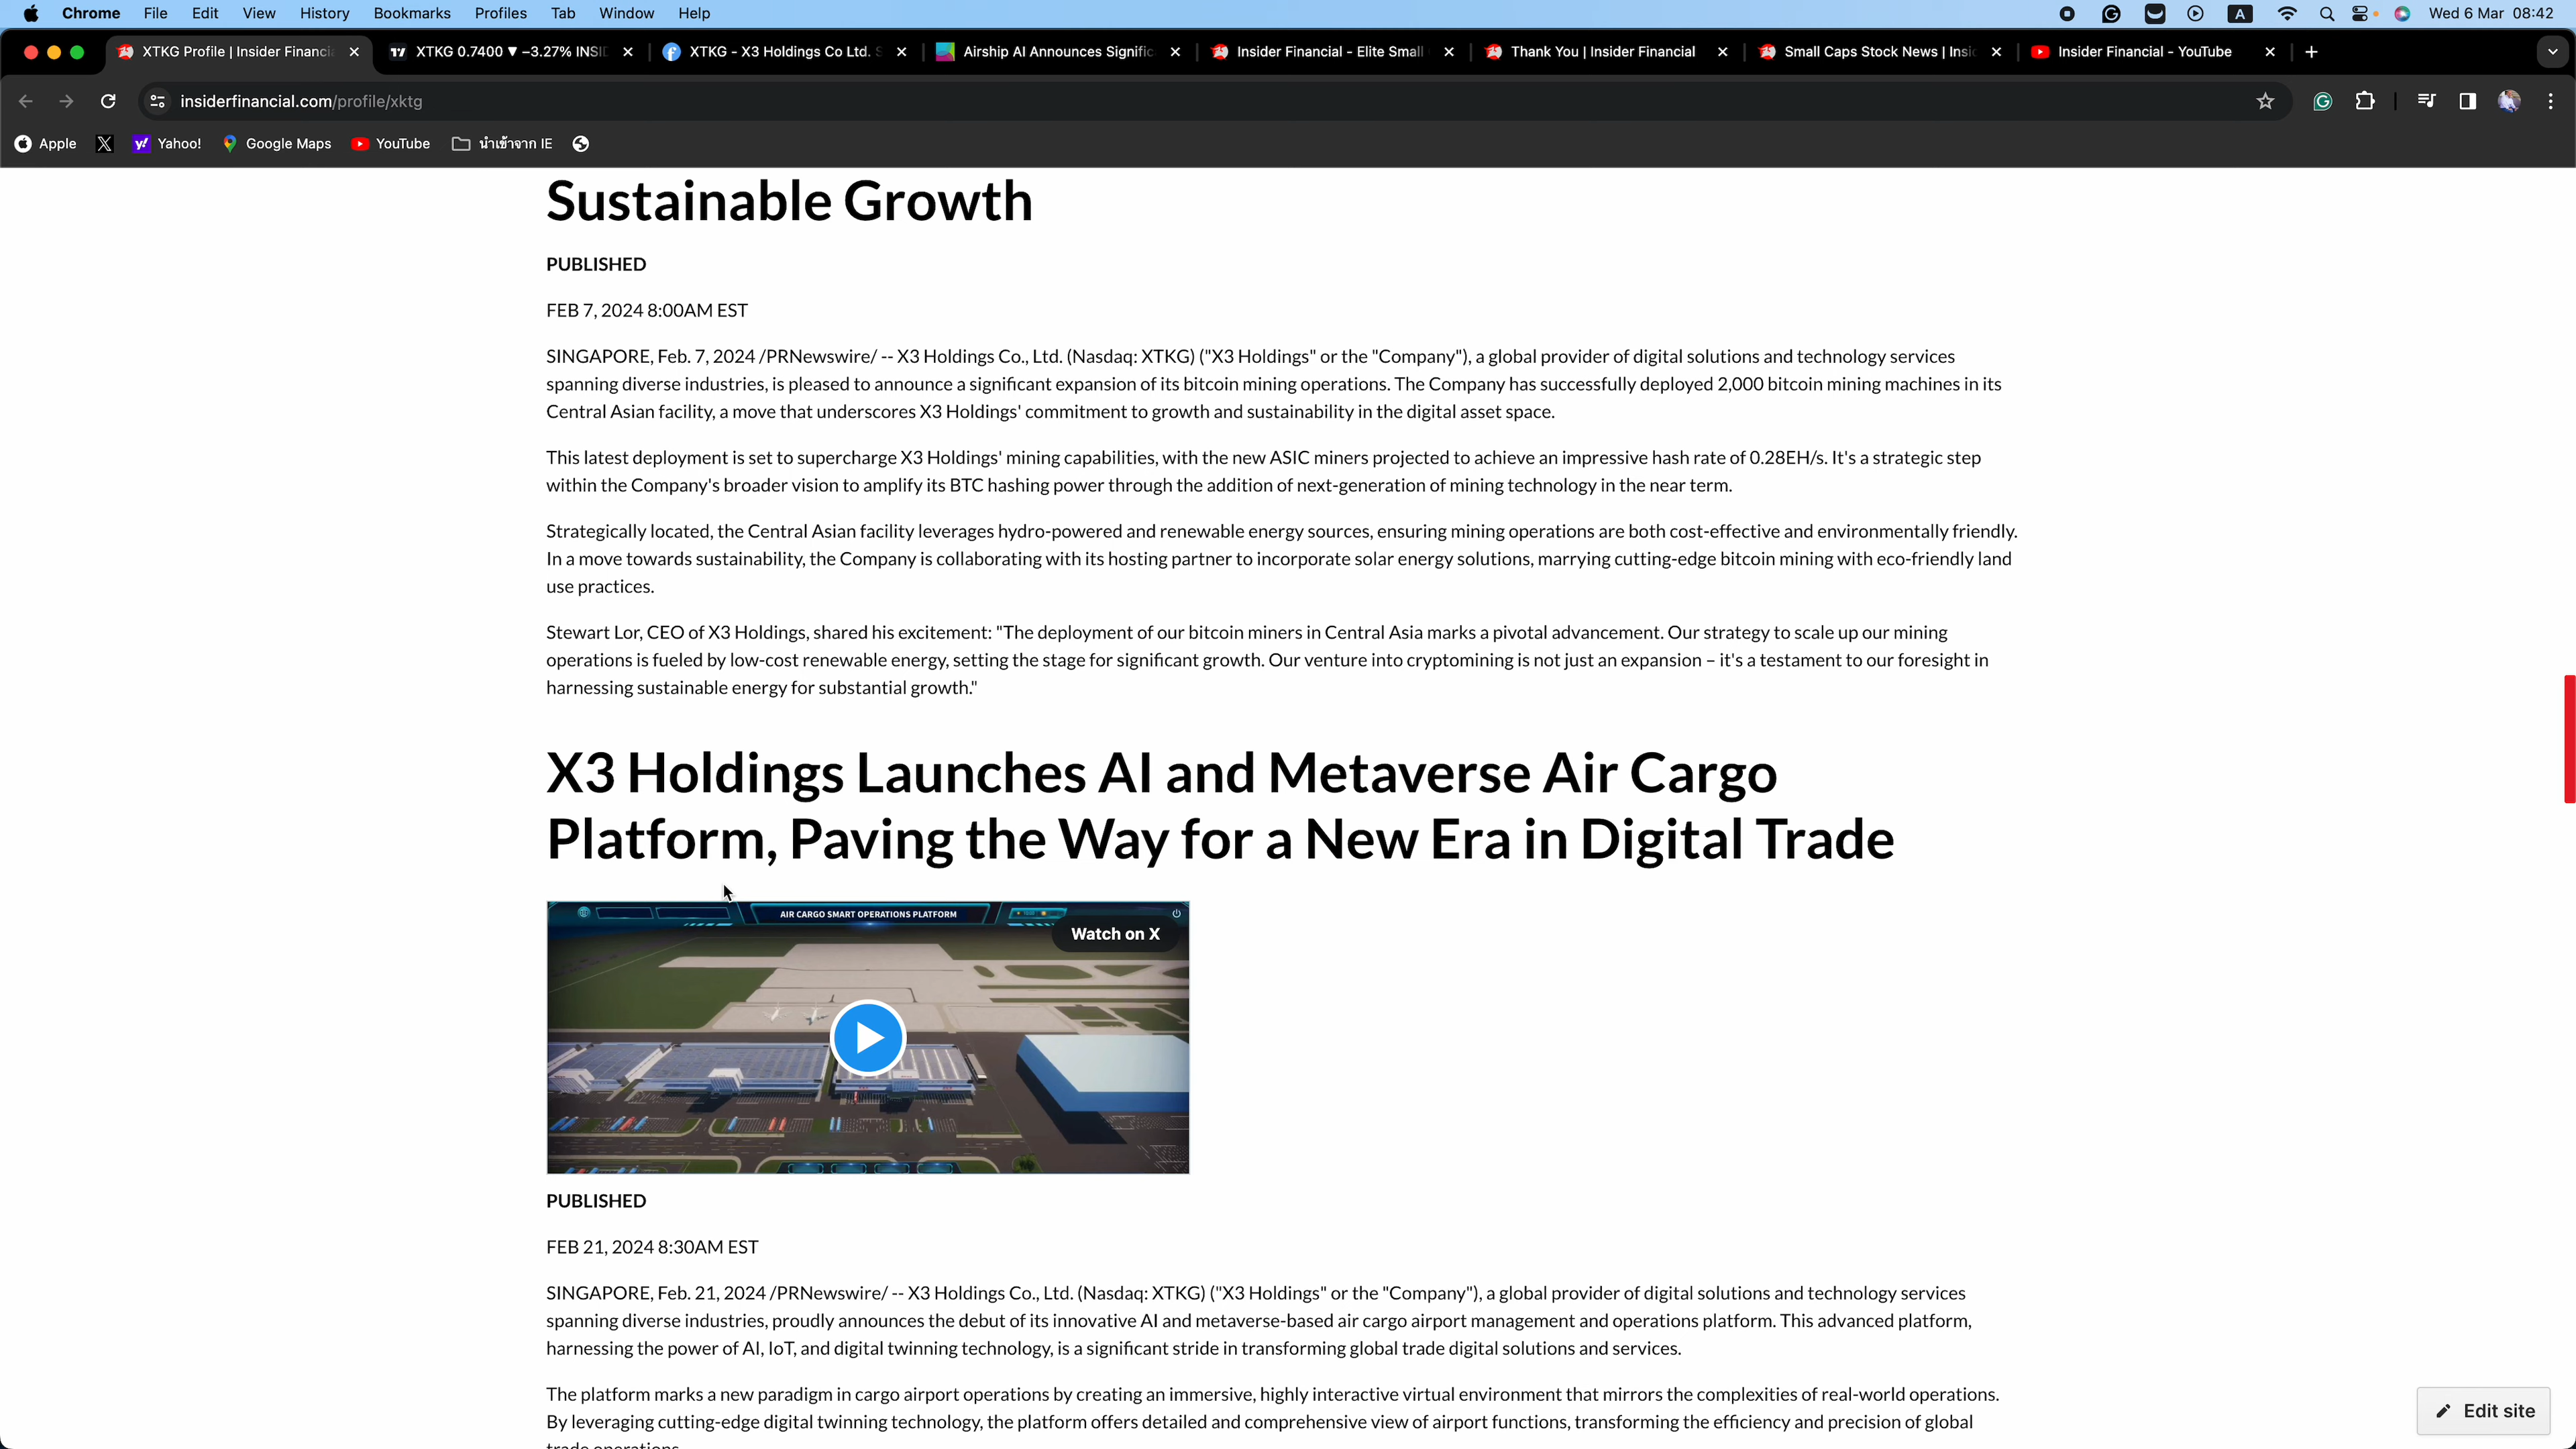 Chrome File Edit View History Bookmarks Profiles Tab Window Help A Wed 6 Mar 08:42
XTKG Profile | Insider Financi XTKG 0.7400 ▼ −3.27% INSI XTKG - X3 Holdings Co Ltd. S Airship AI Announces Signific Insider Financial - Elite Small Thank You | Insider Financial Small Caps Stock News | Insi Insider Financial - YouTube
insiderfinancial.com/profile/xktg
Apple Yahoo! Google Maps YouTube นำเข้าจาก IE
Sustainable Growth
PUBLISHED
FEB 7, 2024 8:00AM EST
SINGAPORE, Feb. 7, 2024 /PRNewswire/ -- X3 Holdings Co., Ltd. (Nasdaq: XTKG) ("X3 Holdings" or the "Company"), a global provider of digital solutions and technology services
spanning diverse industries, is pleased to announce a significant expansion of its bitcoin mining operations. The Company has successfully deployed 2,000 bitcoin mining machines in its
Central Asian facility, a move that underscores X3 Holdings' commitment to growth and sustainability in the digital asset space.
This latest deployment is set to supercharge X3 Holdings' mining capabilities, with the new ASIC miners projected to achieve an impressive hash rate of 0.28EH/s. It's a strategic step
within the Company's broader vision to amplify its BTC hashing power through the addition of next-generation of mining technology in the near term.
Strategically located, the Central Asian facility leverages hydro-powered and renewable energy sources, ensuring mining operations are both cost-effective and environmentally friendly.
In a move towards sustainability, the Company is collaborating with its hosting partner to incorporate solar energy solutions, marrying cutting-edge bitcoin mining with eco-friendly land
use practices.
Stewart Lor, CEO of X3 Holdings, shared his excitement: "The deployment of our bitcoin miners in Central Asia marks a pivotal advancement. Our strategy to scale up our mining
operations is fueled by low-cost renewable energy, setting the stage for significant growth. Our venture into cryptomining is not just an expansion – it's a testament to our foresight in
harnessing sustainable energy for substantial growth."
X3 Holdings Launches AI and Metaverse Air Cargo
Platform, Paving the Way for a New Era in Digital Trade
AIR CARGO SMART OPERATIONS PLATFORM
Watch on X
PUBLISHED
FEB 21, 2024 8:30AM EST
SINGAPORE, Feb. 21, 2024 /PRNewswire/ -- X3 Holdings Co., Ltd. (Nasdaq: XTKG) ("X3 Holdings" or the "Company"), a global provider of digital solutions and technology services
spanning diverse industries, proudly announces the debut of its innovative AI and metaverse-based air cargo airport management and operations platform. This advanced platform,
harnessing the power of AI, IoT, and digital twinning technology, is a significant stride in transforming global trade digital solutions and services.
The platform marks a new paradigm in cargo airport operations by creating an immersive, highly interactive virtual environment that mirrors the complexities of real-world operations.
By leveraging cutting-edge digital twinning technology, the platform offers detailed and comprehensive view of airport functions, transforming the efficiency and precision of global
trade operations.
Edit site